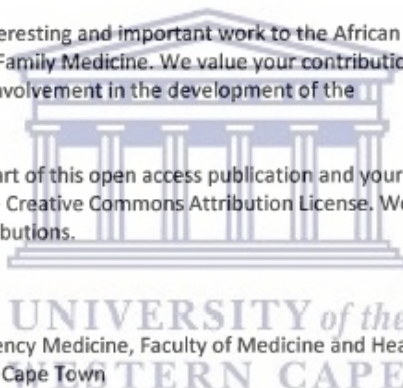 eresting and important work to the African
Family Medicine. We value your contributio
nvolvement in the development of the
art of this open access publication and your
Creative Commons Attribution License. We
butions.
UNIVERSITY of the
ency Medicine, Faculty of Medicine and Hea
TERN CAPE
Cape Town